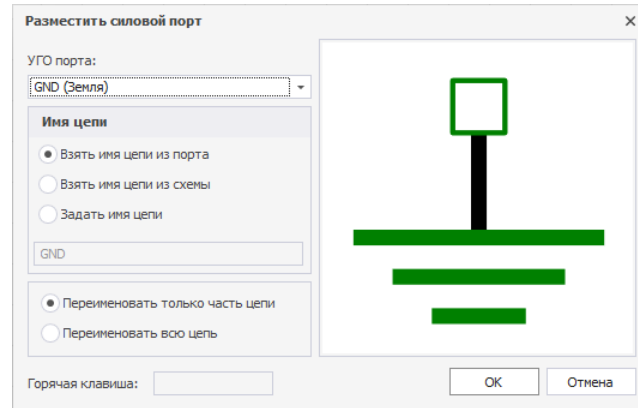 Разместить силовой порт
УГО порта:
GND (Земля)
Имя цепи
Взять имя цепи из порта
Взять имя цепи из схемы
Задать имя цепи
GND
Переименовать только часть цепи
Переименовать всю цепь
Горячая клавиша:
OK
Отмена